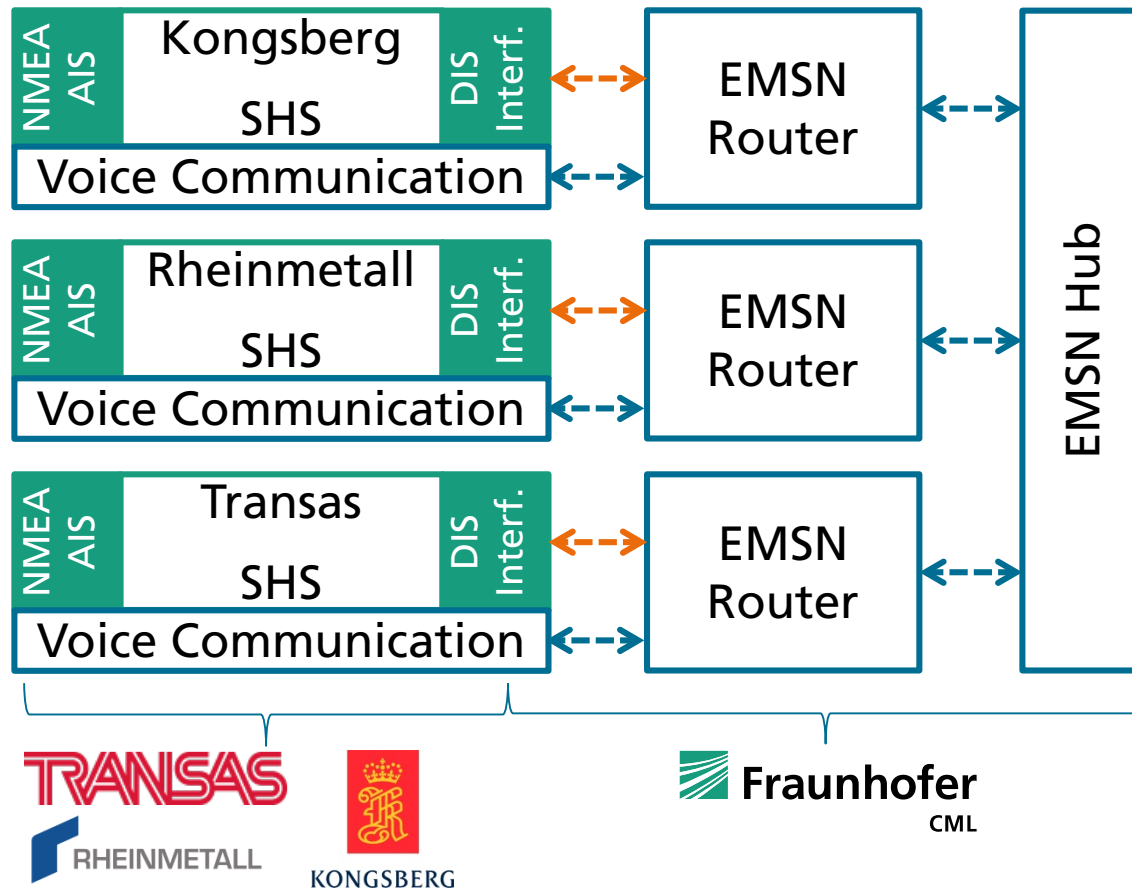 NMEA
AIS
Kongsberg
SHS
DIS
Interf.
Voice Communication
EMSN
Router
NMEA
AIS
Rheinmetall
SHS
DIS
Interf.
Voice Communication
EMSN
Router
NMEA
AIS
Transas
SHS
DIS
Interf.
Voice Communication
EMSN
Router
EMSN Hub
TRANSAS
RHEINMETALL
KONGSBERG
Fraunhofer
CML